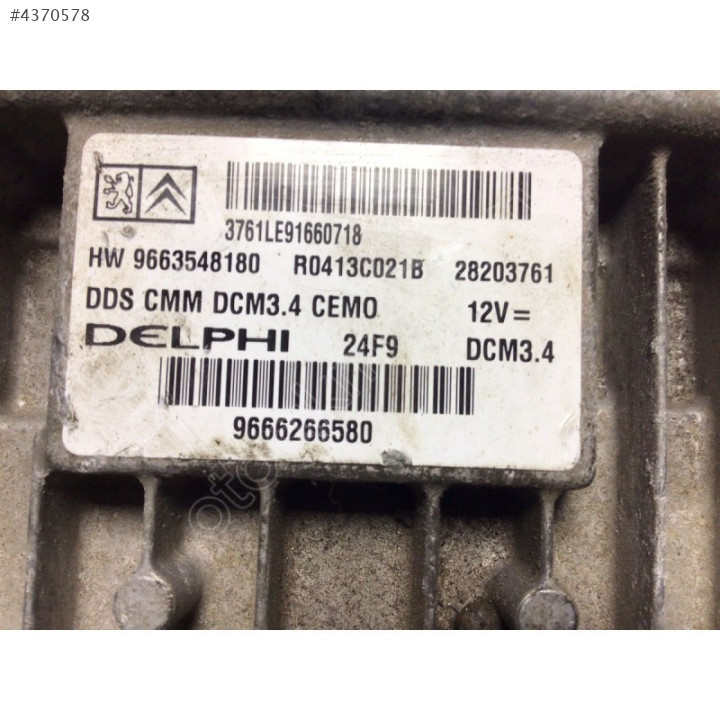 #4370578
3761LE91660718
HW 9663548180 R0413C021B 28203761
DDS CMM DCM3.4 CEMO 12V=
DELPHI 24F9 DCM3.4
9666266580